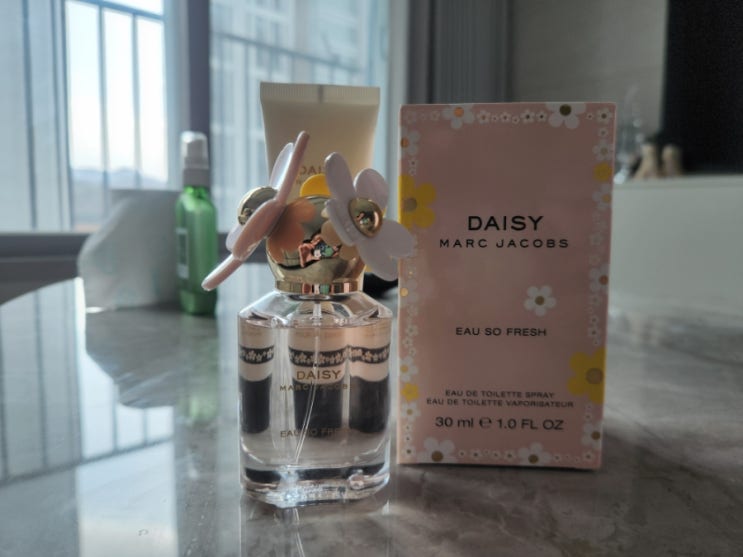 DAISY
DAISY
MARC JACOBS
EAU SO FRESH
DAISY
MARC JACOBS
EAU SO FRESH
EAU DE TOILETTE SPRAY
EAU DE TOILETTE VAPORISATEUR
30 ml e 1.0 FL OZ